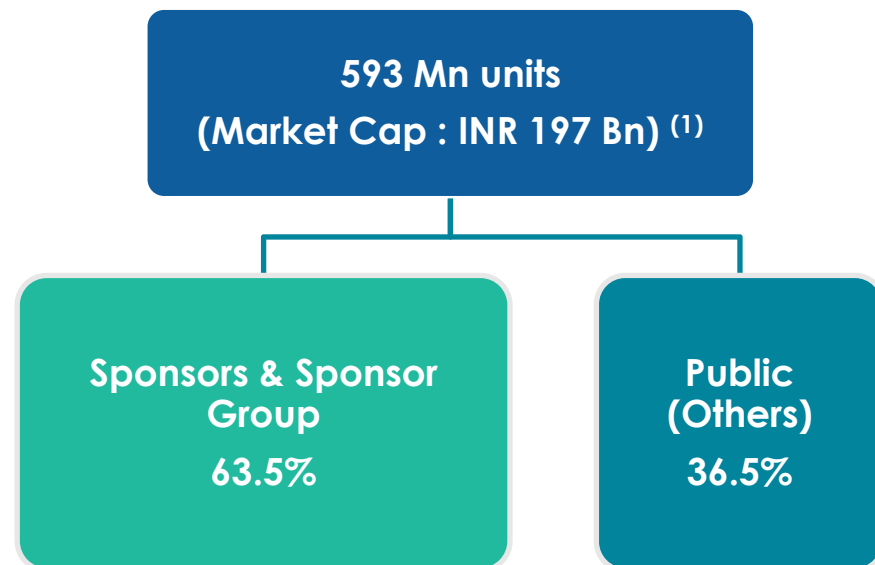 593 Mn units
(Market Cap : INR 197 Bn) (1)
Sponsors & Sponsor
Group
63.5%
Public
(Others)
36.5%